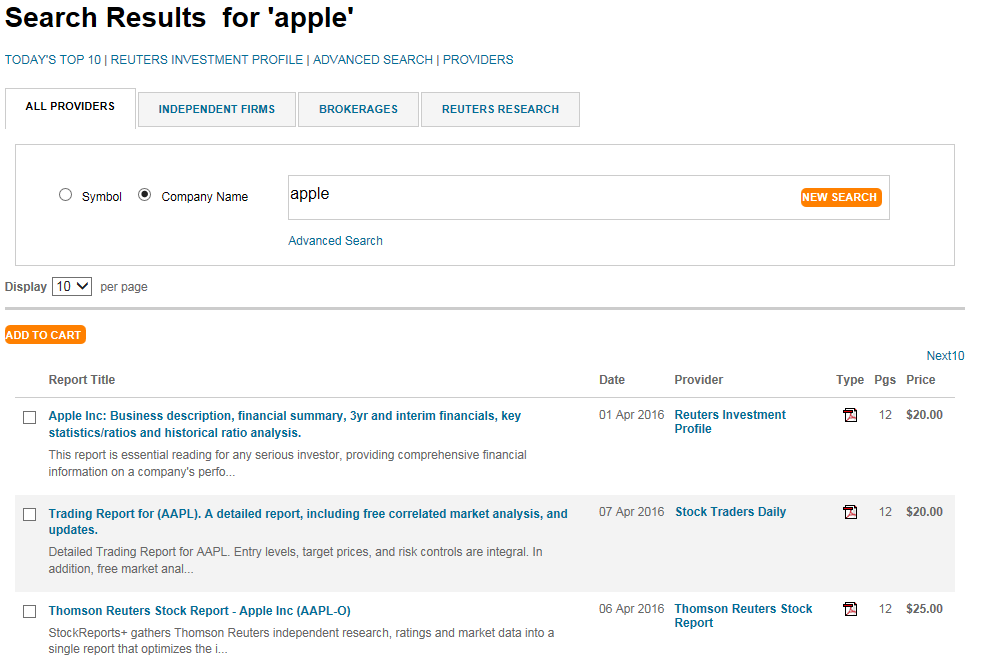 Search Results for 'apple'
TODAY'S TOP 10 | REUTERS INVESTMENT PROFILE | ADVANCED SEARCH | PROVIDERS
ALL PROVIDERS INDEPENDENT FIRMS BROKERAGES REUTERS RESEARCH
Symbol Company Name apple NEW SEARCH
Advanced Search
Display 10 per page
ADD TO CART
Next10
Report Title Date Provider Type Pgs Price
Apple Inc: Business description, financial summary, 3yr and interim financials, key 01 Apr 2016 Reuters Investment 12 $20.00
statistics/ratios and historical ratio analysis. Profile
This report is essential reading for any serious investor, providing comprehensive financial
information on a company's perfo...
Trading Report for (AAPL). A detailed report, including free correlated market analysis, and 07 Apr 2016 Stock Traders Daily 12 $20.00
updates.
Detailed Trading Report for AAPL. Entry levels, target prices, and risk controls are integral. In
addition, free market anal...
Thomson Reuters Stock Report - Apple Inc (AAPL-O) 06 Apr 2016 Thomson Reuters Stock 12 $25.00
Report
StockReports+ gathers Thomson Reuters independent research, ratings and market data into a
single report that optimizes the i...